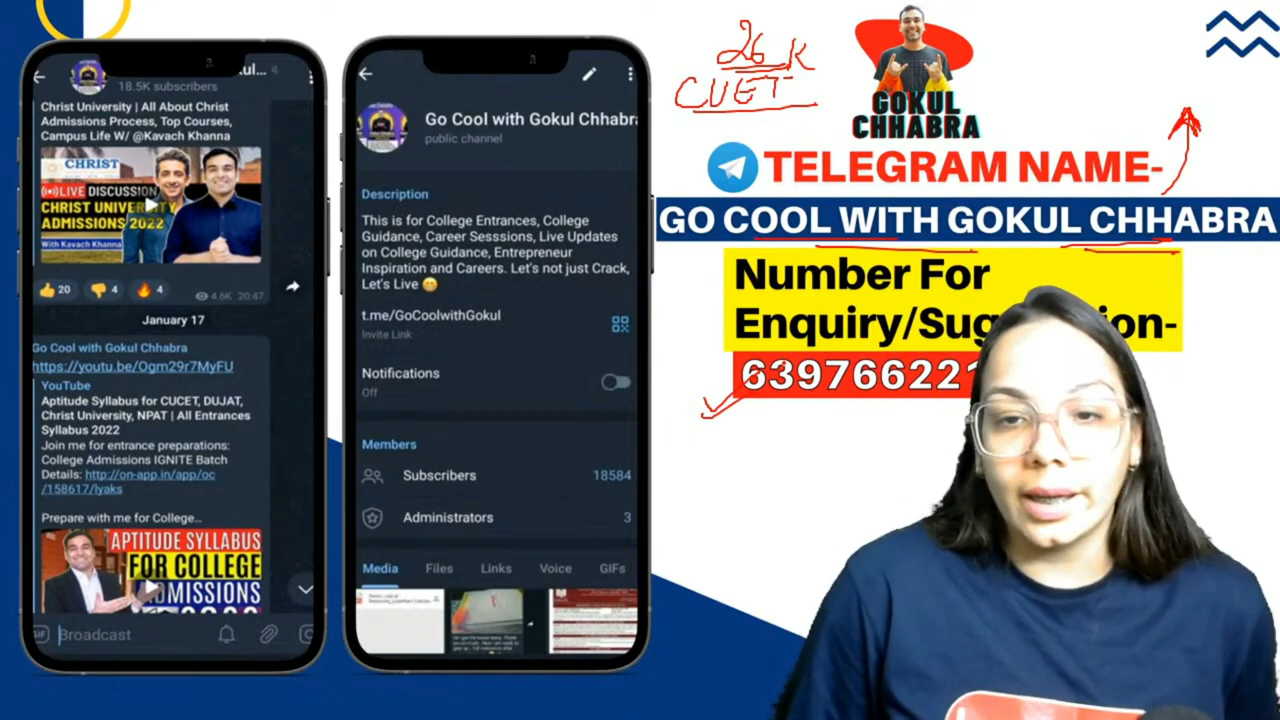 18.5K subscribers
Christ University | All About Christ
Admissions Process, Top Courses,
Campus Life W/ @Kavach Khanna
CHRIST
LIVE DISCUSSION
CHRIST UNIVERSITY
ADMISSIONS 2022
With Kavach Khanna
20 4 4 4.6K 20:47
January 17
Go Cool with Gokul Chhabra
https://youtu.be/Ogm29r7MyFU
YouTube
Aptitude Syllabus for CUCET, DUJAT,
Christ University, NPAT | All Entrances
Syllabus 2022
Join me for entrance preparations:
College Admissions IGNITE Batch
Details: http://on-app.in/app/oc
/158617/lyaks
Prepare with me for College...
APTITUDE SYLLABUS
FOR COLLEGE
GIF Broadcast
Go Cool with Gokul Chhabra
public channel
Description
This is for College Entrances, College
Guidance, Career Sesssions, Live Updates
on College Guidance, Entrepreneur
Inspiration and Careers. Let's not just Crack,
Let's Live
t.me/GoCoolwithGokul
Invite Link
Notifications
Off
Members
Subscribers 18584
Administrators 3
Media Files Links Voice GIFs
26 K
CUET
GOKUL
CHHABRA
TELEGRAM NAME-
GO COOL WITH GOKUL CHHABRA
Number For
639766221